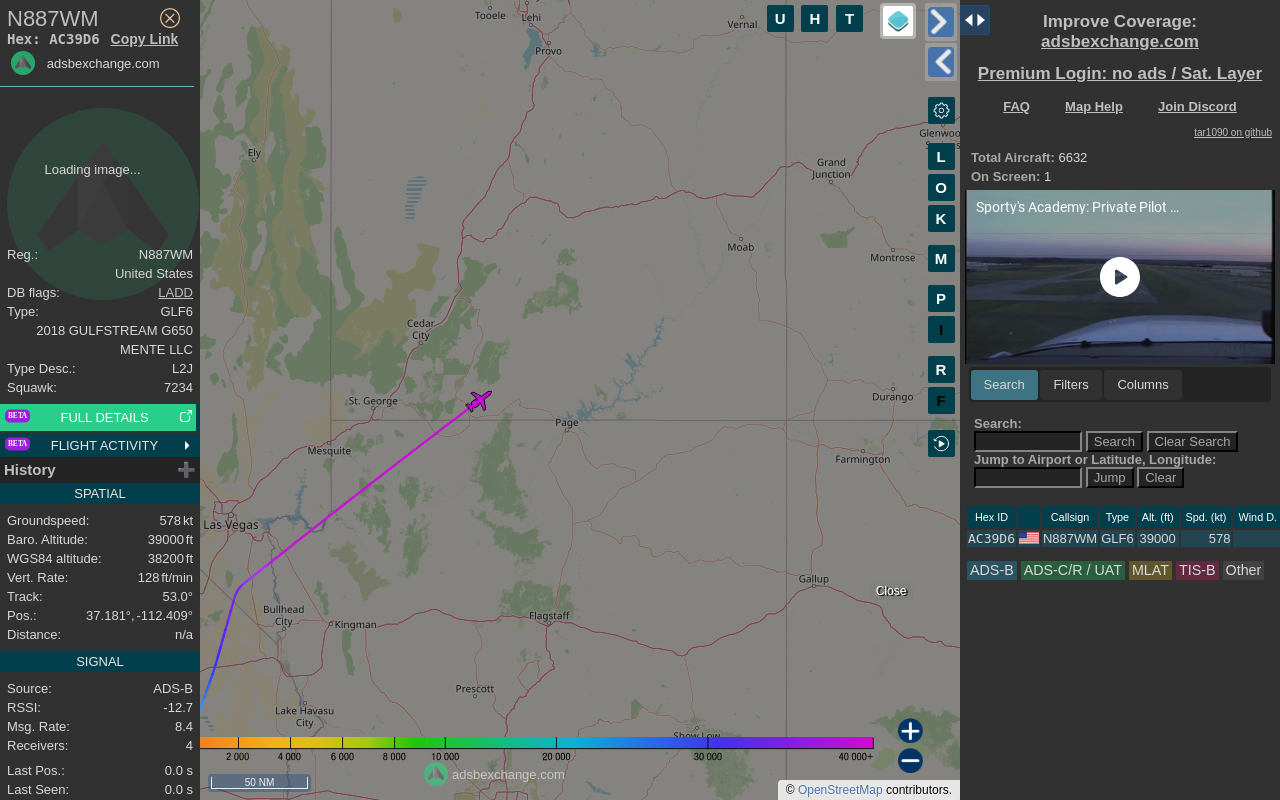 N887WM
Hex: AC39D6 Copy Link
adsbexchange.com
Loading image...
Reg.: N887WM
United States
DB flags: LADD
Type: GLF6
2018 GULFSTREAM G650
MENTE LLC
Type Desc.: L2J
Squawk: 7234
BETA FULL DETAILS
BETA FLIGHT ACTIVITY
History
SPATIAL
Groundspeed: 578 kt
Baro. Altitude: 39000 ft
WGS84 altitude: 38200 ft
Vert. Rate: 128 ft/min
Track: 53.0°
Pos.: 37.181°, -112.409°
Distance: n/a
SIGNAL
Source: ADS-B
RSSI: -12.7
Msg. Rate: 8.4
Receivers: 4
Last Pos.: 0.0 s
Last Seen: 0.0 s
Tooele
Lehi
Provo
Vernal
Ely
Glenwoo
Grand
Junction
Moab
Montrose
Cedar
City
St. George
Page
Durango
Mesquite
Farmington
Las Vegas
Bullhead
City
Kingman
Flagstaff
Gallup
Prescott
Lake Havasu
City
Show Low
U H T
L
O
K
M
P
I
R
F
Close
2 000 4 000 6 000 8 000 10 000 20 000 30 000 40 000+
adsbexchange.com
50 NM
© OpenStreetMap contributors.
Improve Coverage:
adsbexchange.com
Premium Login: no ads / Sat. Layer
FAQ Map Help Join Discord
tar1090 on github
Total Aircraft: 6632
On Screen: 1
Sporty's Academy: Private Pilot ...
Search Filters Columns
Search:
Search Clear Search
Jump to Airport or Latitude, Longitude:
Jump Clear
Hex ID Callsign Type Alt. (ft) Spd. (kt) Wind D.
AC39D6 N887WM GLF6 39000 578
ADS-B ADS-C/R / UAT MLAT TIS-B Other